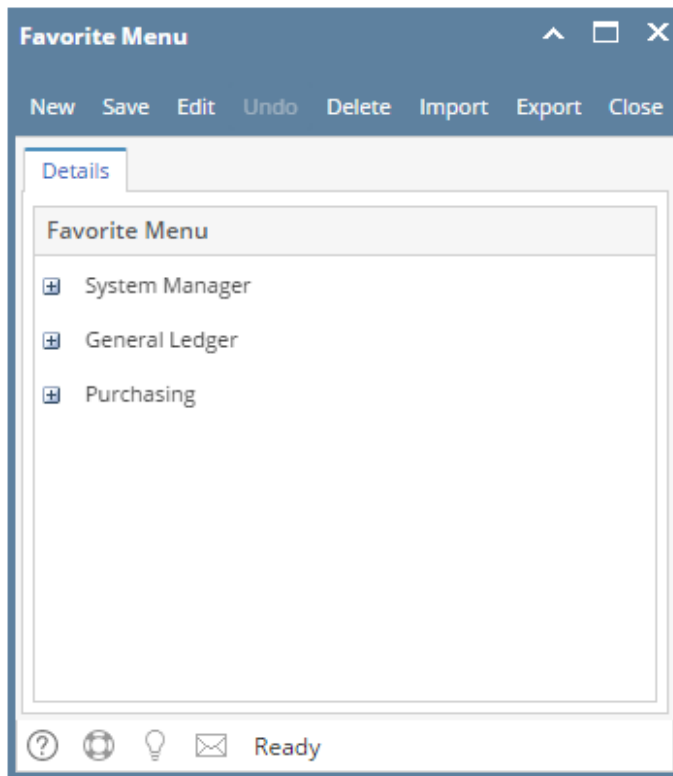 Favorite Menu
New Save Edit Undo Delete Import Export Close
Details
Favorite Menu
System Manager
General Ledger
Purchasing
Ready